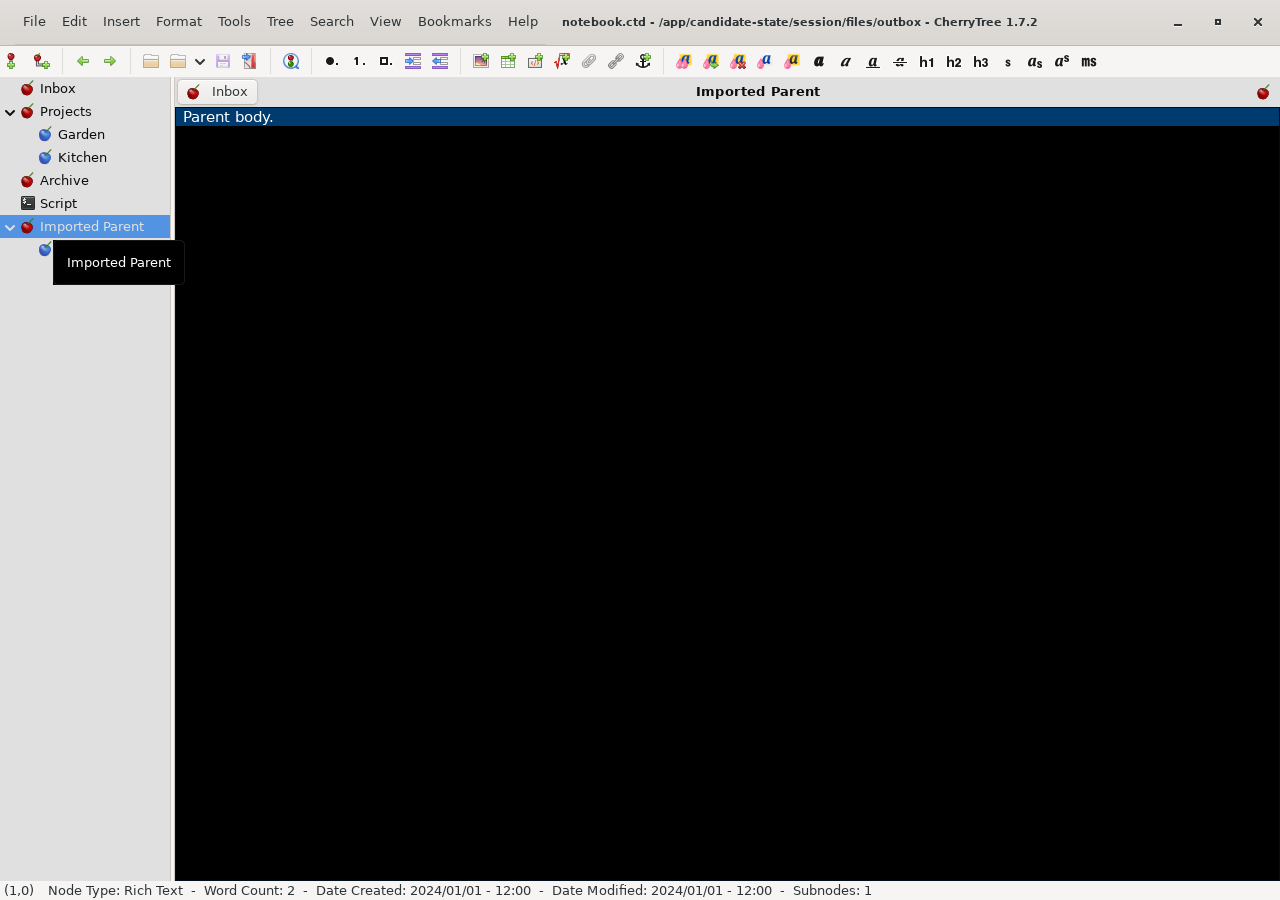 File Edit Insert Format Tools Tree Search View Bookmarks Help notebook.ctd - /app/candidate-state/session/files/outbox - CherryTree 1.7.2
1. a a a a a a a a a h1 h2 h3 s as as ms
Inbox
Projects
Garden
Kitchen
Archive
Script
Imported Parent
Imported Parent
Inbox Imported Parent
Parent body.
(1,0) Node Type: Rich Text - Word Count: 2 - Date Created: 2024/01/01 - 12:00 - Date Modified: 2024/01/01 - 12:00 - Subnodes: 1